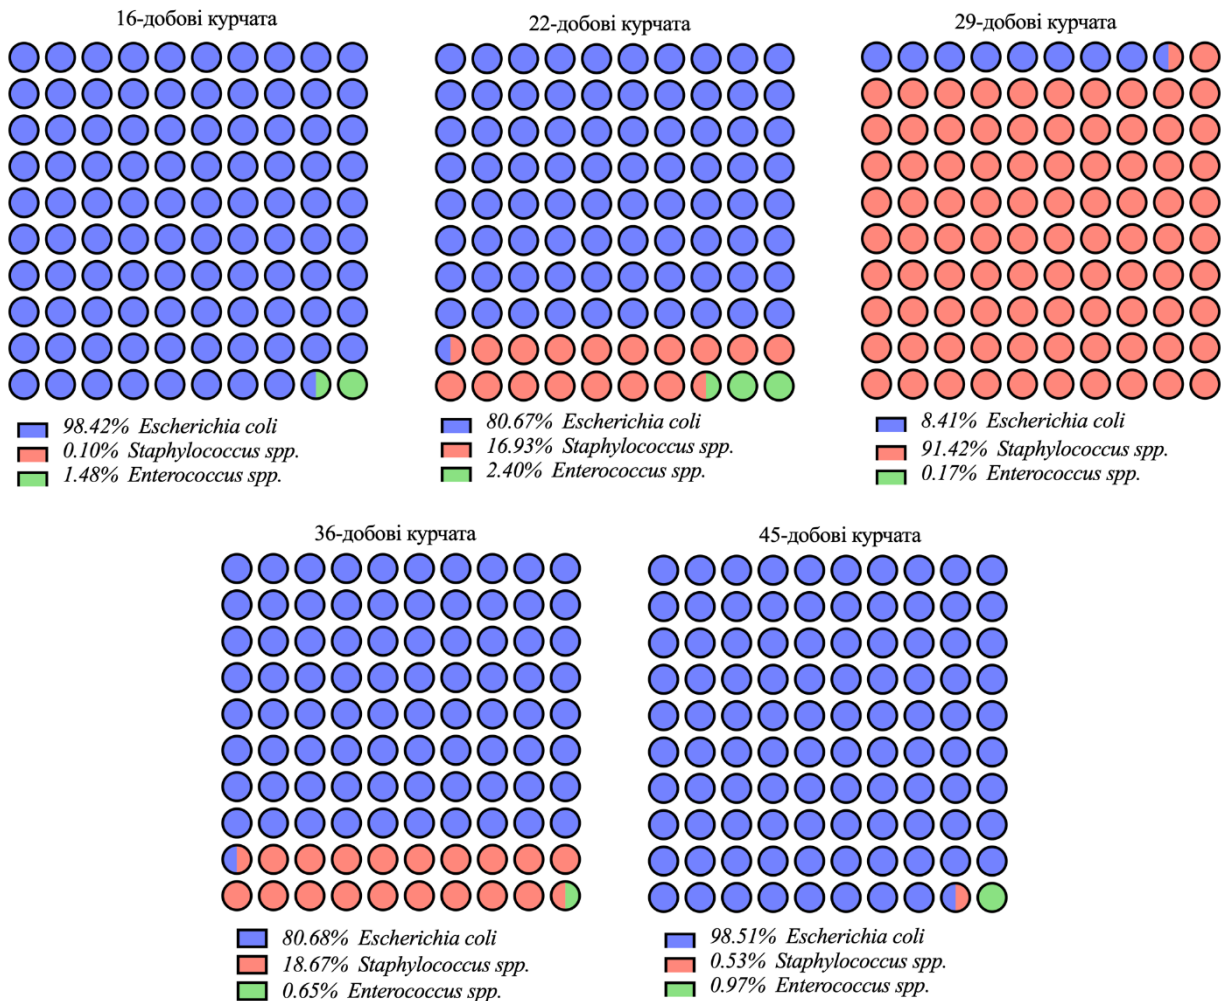 16-добові курчата
98.42% Escherichia coli
0.10% Staphylococcus spp.
1.48% Enterococcus spp.
22-добові курчата
80.67% Escherichia coli
16.93% Staphylococcus spp.
2.40% Enterococcus spp.
29-добові курчата
8.41% Escherichia coli
91.42% Staphylococcus spp.
0.17% Enterococcus spp.
36-добові курчата
80.68% Escherichia coli
18.67% Staphylococcus spp.
0.65% Enterococcus spp.
45-добові курчата
98.51% Escherichia coli
0.53% Staphylococcus spp.
0.97% Enterococcus spp.